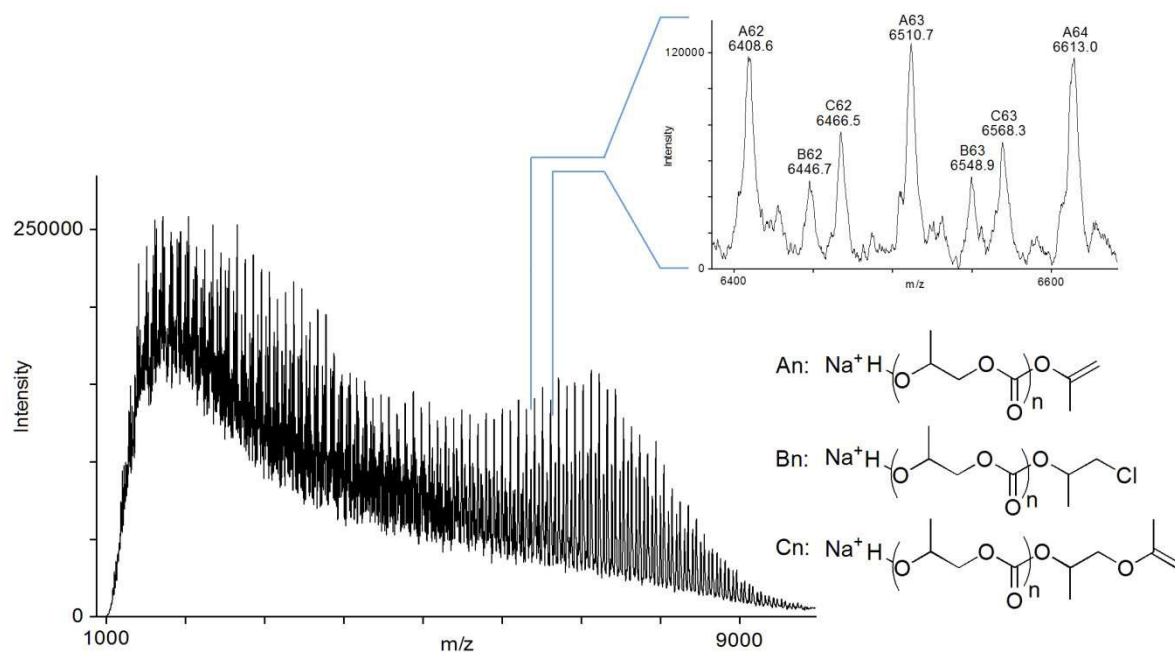 A62
6408.6
A63
6510.7
A64
6613.0
120000
C62
6466.5
C63
6568.3
B62
6446.7
B63
6548.9
Intensity
0
6400
m/z
6600
250000
Intensity
0
1000
m/z
9000
An: Na+ H O O O O n
Bn: Na+ H O O O O n Cl
Cn: Na+ H O O O O n O